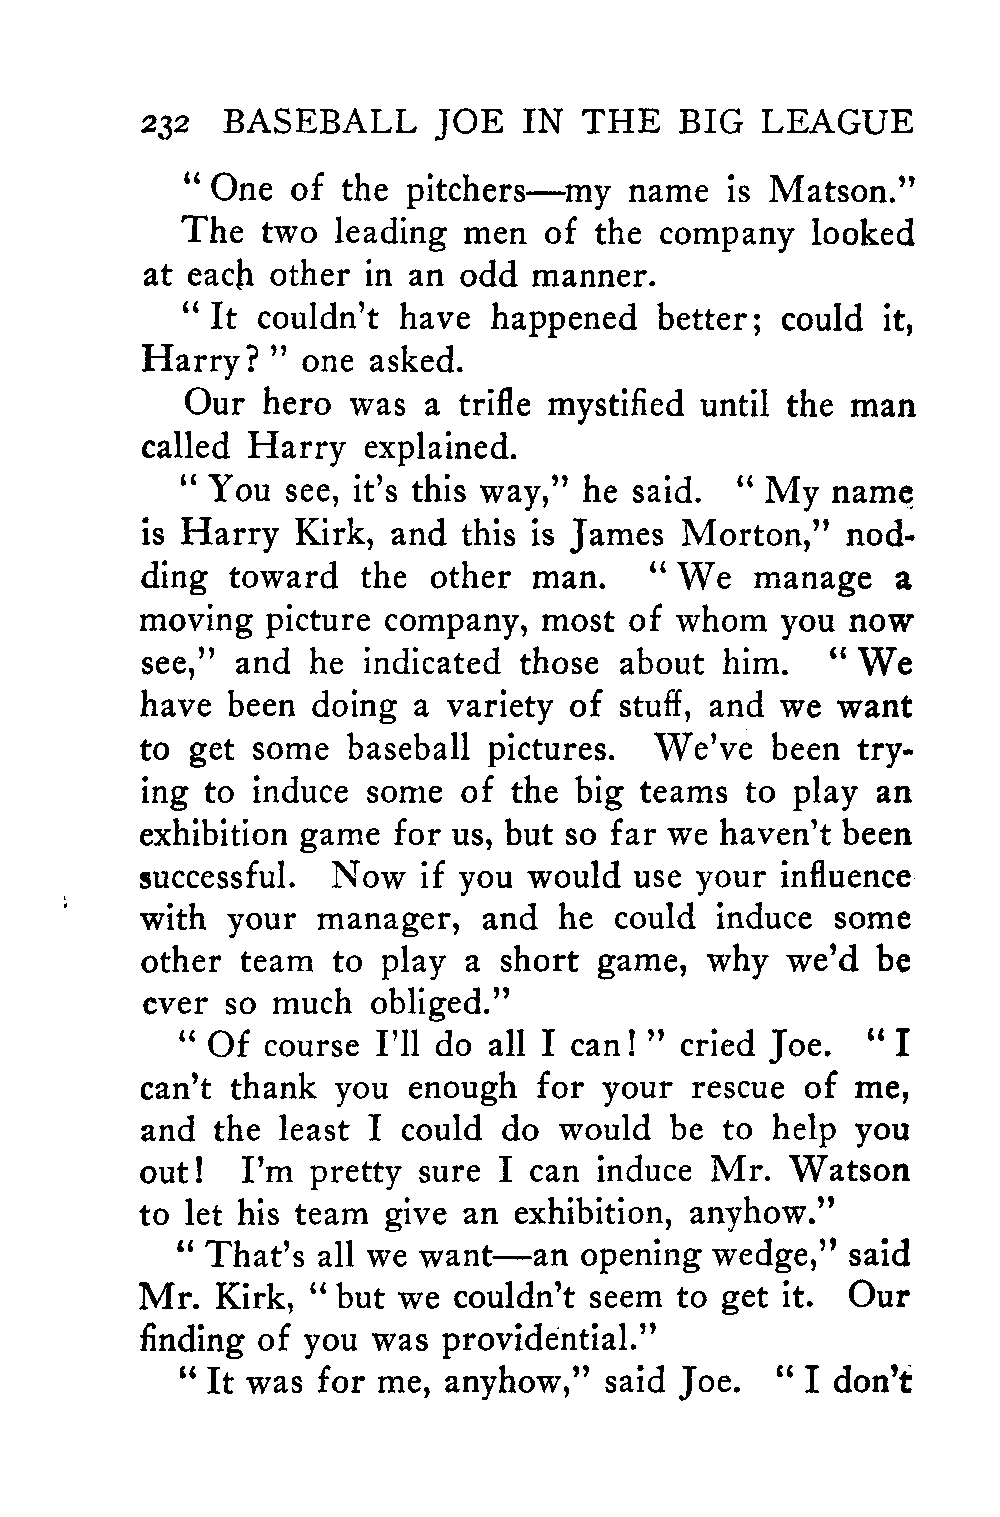 232 BASEBALL JOE IN THE BIG LEAGUE
" One of the pitchers—my name is Matson."
The two leading men of the company looked
at each other in an odd manner.
" It couldn't have happened better; could it,
Harry? " one asked.
Our hero was a trifle mystified until the man
called Harry explained.
" You see, it's this way," he said. " My name
is Harry Kirk, and this is James Morton," nod-
ding toward the other man. " We manage a
moving picture company, most of whom you now
see," and he indicated those about him. " We
have been doing a variety of stuff, and we want
to get some baseball pictures. We've been try-
ing to induce some of the big teams to play an
exhibition game for us, but so far we haven't been
successful. Now if you would use your influence
with your manager, and he could induce some
other team to play a short game, why we'd be
ever so much obliged."
" Of course I'll do all I can! " cried Joe. " I
can't thank you enough for your rescue of me,
and the least I could do would be to help you
out! I'm pretty sure I can induce Mr. Watson
to let his team give an exhibition, anyhow."
" That's all we want—an opening wedge," said
Mr. Kirk, " but we couldn't seem to get it. Our
finding of you was providential."
" It was for me, anyhow," said Joe. " I don't